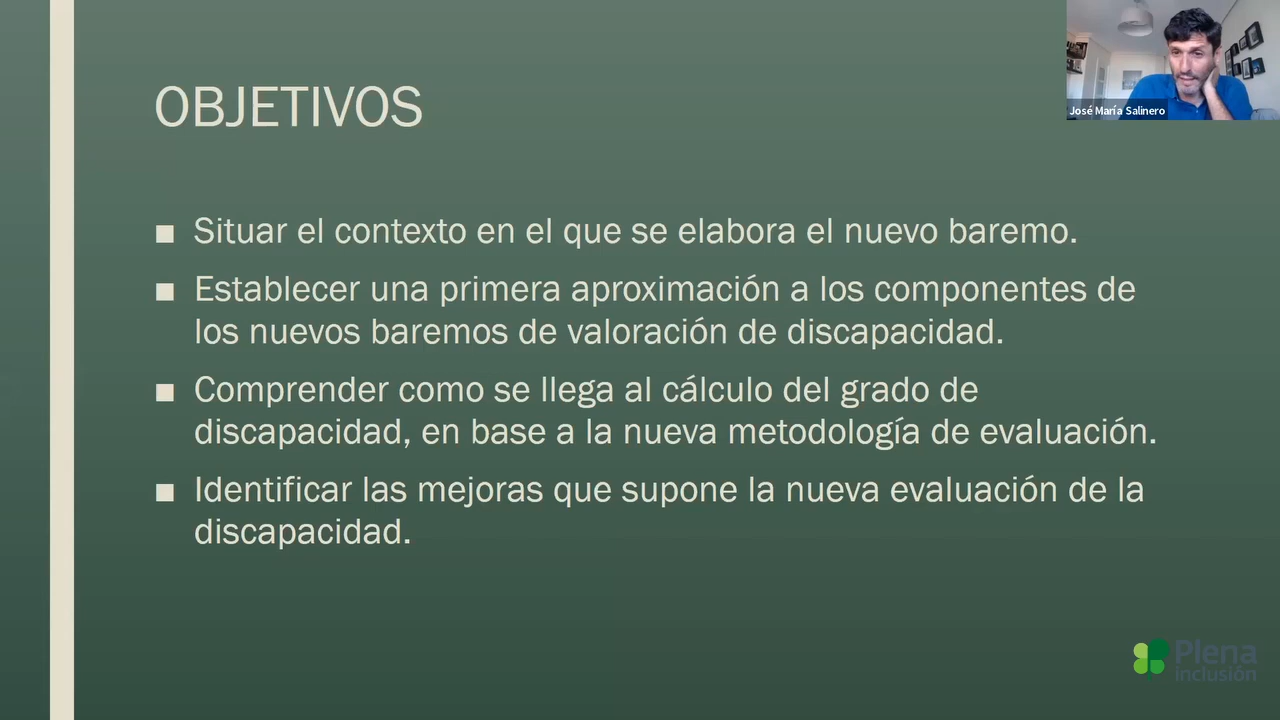 OBJETIVOS
José María Salinero
■ Situar el contexto en el que se elabora el nuevo baremo.
■ Establecer una primera aproximación a los componentes de
los nuevos baremos de valoración de discapacidad.
■ Comprender como se llega al cálculo del grado de
discapacidad, en base a la nueva metodología de evaluación.
■ Identificar las mejoras que supone la nueva evaluación de la
discapacidad.
Plena
inclusión